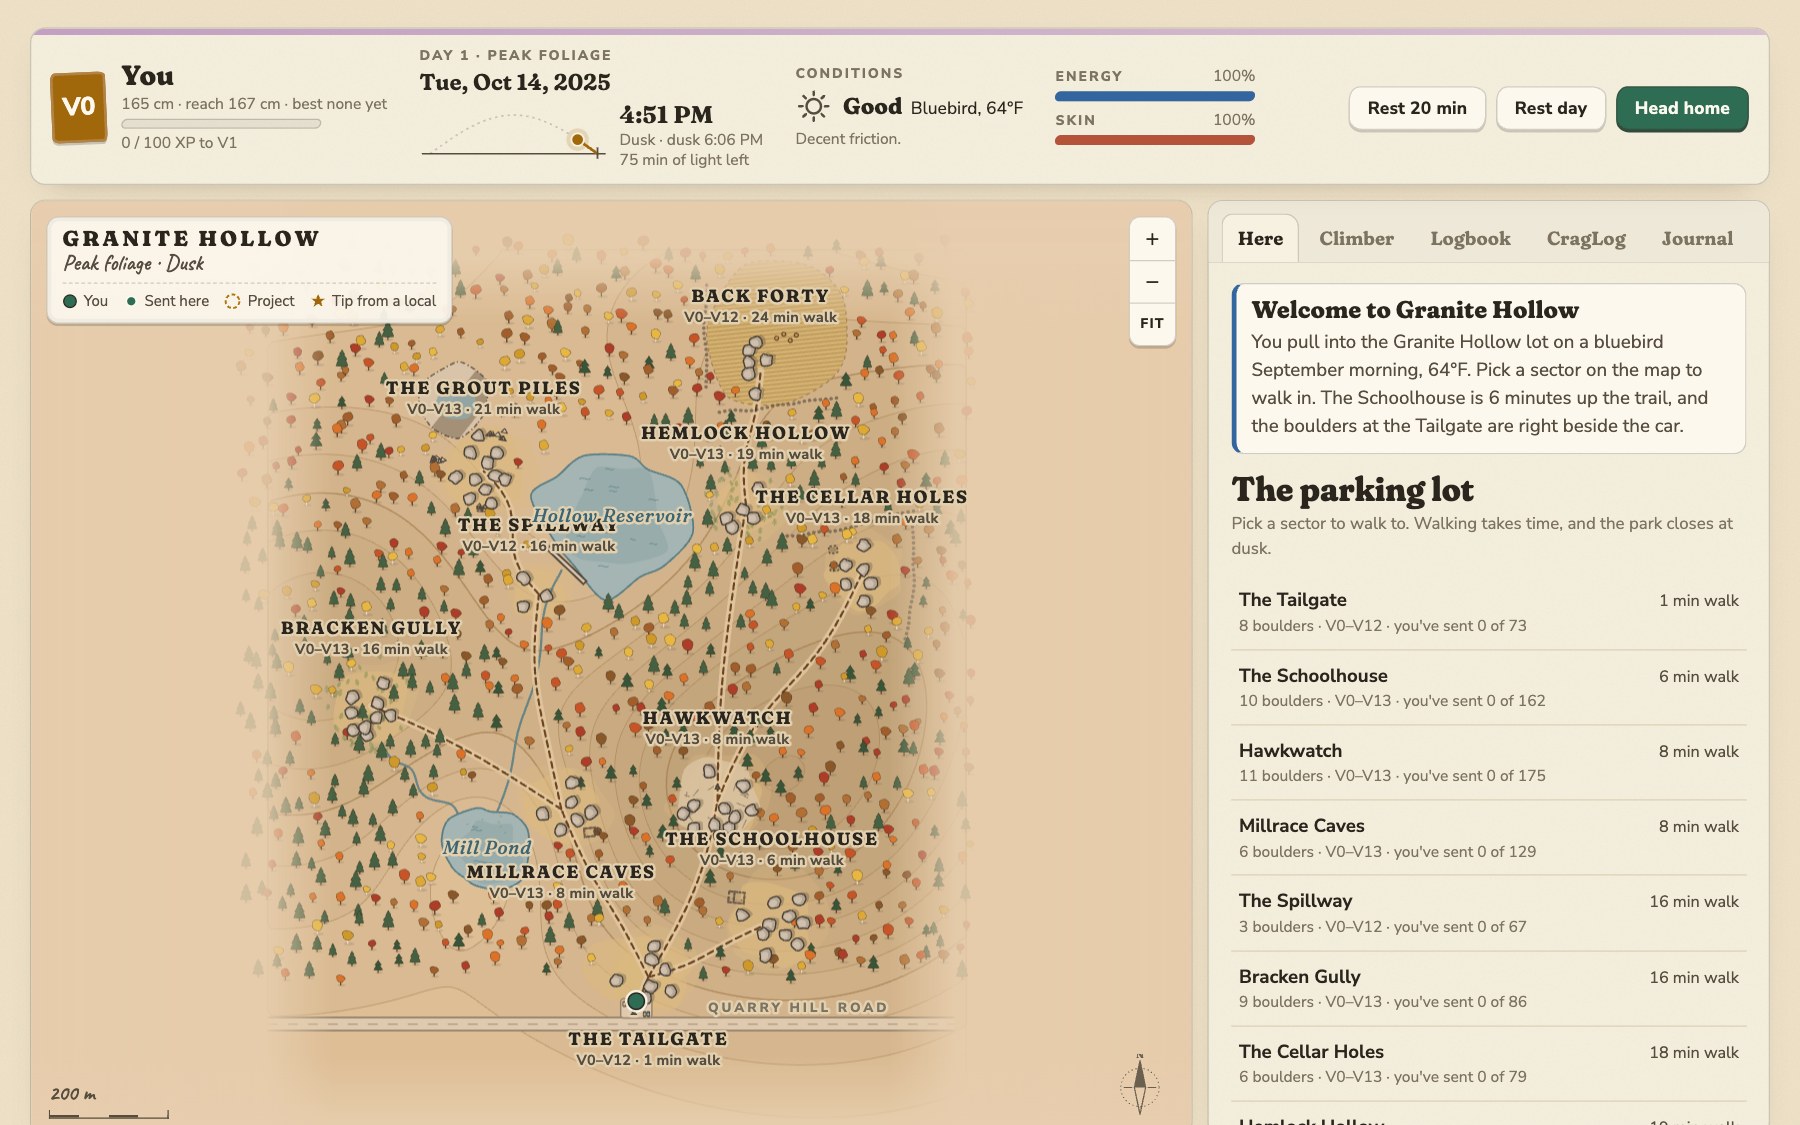 V0
You
165 cm · reach 167 cm · best none yet
0 / 100 XP to V1
DAY 1 · PEAK FOLIAGE
Tue, Oct 14, 2025
4:51 PM
Dusk · dusk 6:06 PM
75 min of light left
CONDITIONS
Good Bluebird, 64°F
Decent friction.
ENERGY 100%
SKIN 100%
Rest 20 min
Rest day
Head home
GRANITE HOLLOW
Peak foliage · Dusk
You
Sent here
Project
Tip from a local
+
−
FIT
BACK FORTY
V0–V12 · 24 min walk
THE GROUT PILES
V0–V13 · 21 min walk
HEMLOCK HOLLOW
V0–V13 · 19 min walk
THE CELLAR HOLES
V0–V13 · 18 min walk
Hollow Reservoir
THE SPILLWAY
V0–V12 · 16 min walk
BRACKEN GULLY
V0–V13 · 16 min walk
HAWKWATCH
V0–V13 · 8 min walk
THE SCHOOLHOUSE
V0–V13 · 6 min walk
Mill Pond
MILLRACE CAVES
V0–V13 · 8 min walk
QUARRY HILL ROAD
THE TAILGATE
V0–V12 · 1 min walk
200 m
N
Here
Climber
Logbook
CragLog
Journal
Welcome to Granite Hollow
You pull into the Granite Hollow lot on a bluebird
September morning, 64°F. Pick a sector on the map to
walk in. The Schoolhouse is 6 minutes up the trail, and
the boulders at the Tailgate are right beside the car.
The parking lot
Pick a sector to walk to. Walking takes time, and the park closes at
dusk.
The Tailgate 1 min walk
8 boulders · V0–V12 · you've sent 0 of 73
The Schoolhouse 6 min walk
10 boulders · V0–V13 · you've sent 0 of 162
Hawkwatch 8 min walk
11 boulders · V0–V13 · you've sent 0 of 175
Millrace Caves 8 min walk
6 boulders · V0–V13 · you've sent 0 of 129
The Spillway 16 min walk
3 boulders · V0–V12 · you've sent 0 of 67
Bracken Gully 16 min walk
9 boulders · V0–V13 · you've sent 0 of 86
The Cellar Holes 18 min walk
6 boulders · V0–V13 · you've sent 0 of 79
Hemlock Hollow 19 min walk